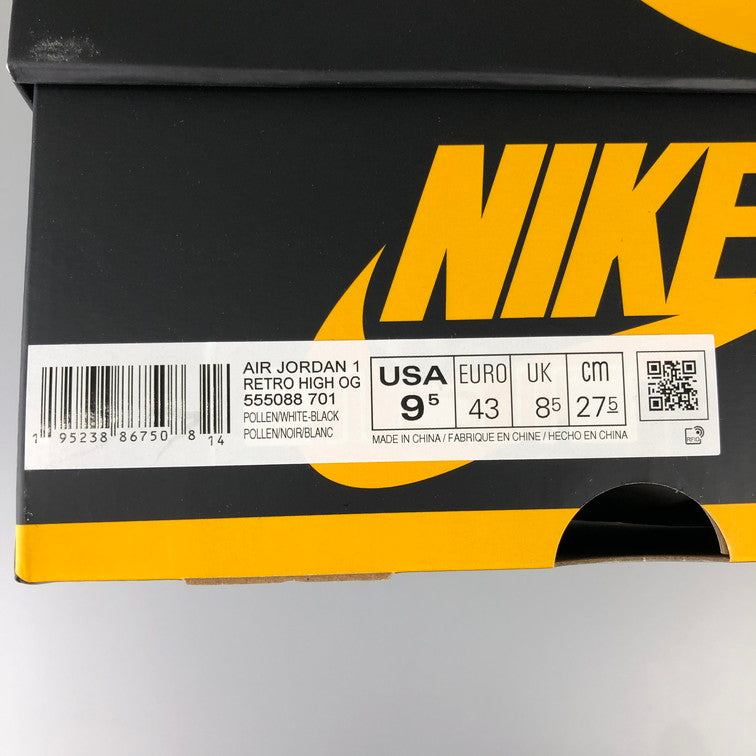 NIKE
AIR JORDAN 1
RETRO HIGH OG
555088 701
POLLEN/WHITE-BLACK
POLLEN/NOIR/BLANC
1 95238 86750 8 14
USA
9 5
EURO
43
UK
8 5
cm
27 5
MADE IN CHINA / FABRIQUE EN CHINE / HECHO EN CHINA
RFID